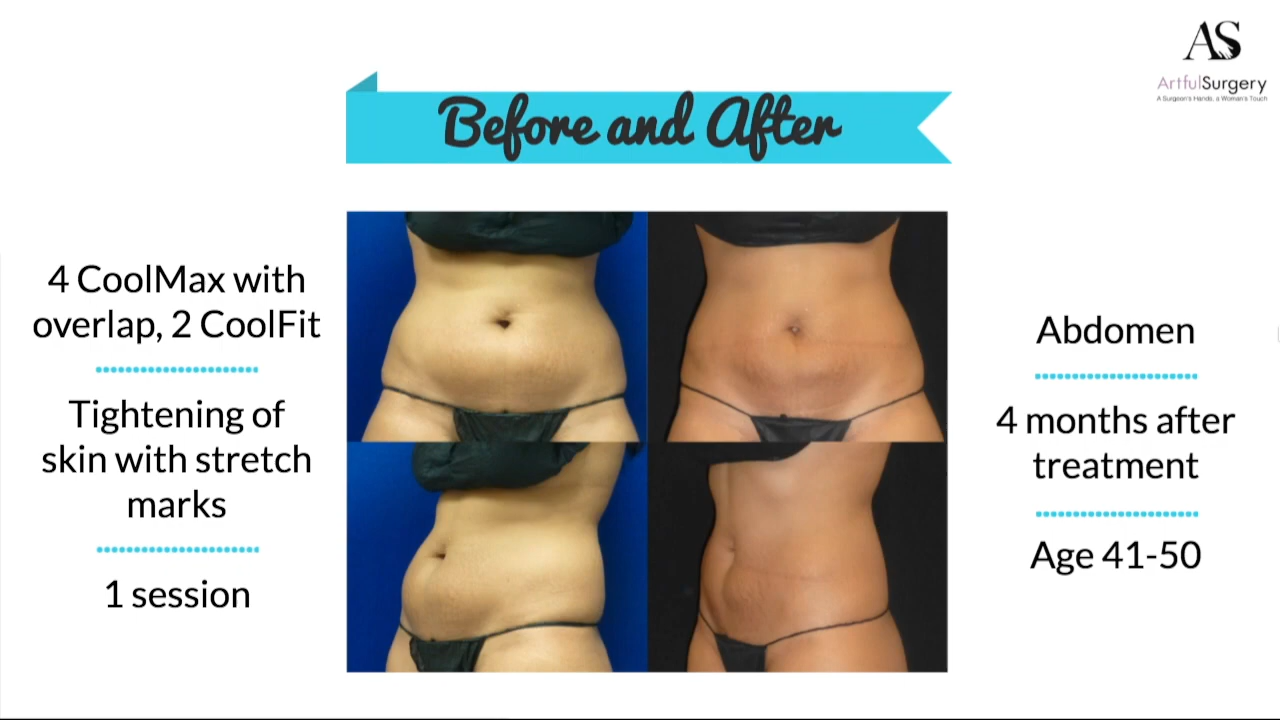 AS
ArtfulSurgery
A Surgeon's Hands, a Woman's Touch
Before and After
4 CoolMax with
overlap, 2 CoolFit
Tightening of
skin with stretch
marks
1 session
Abdomen
4 months after
treatment
Age 41-50